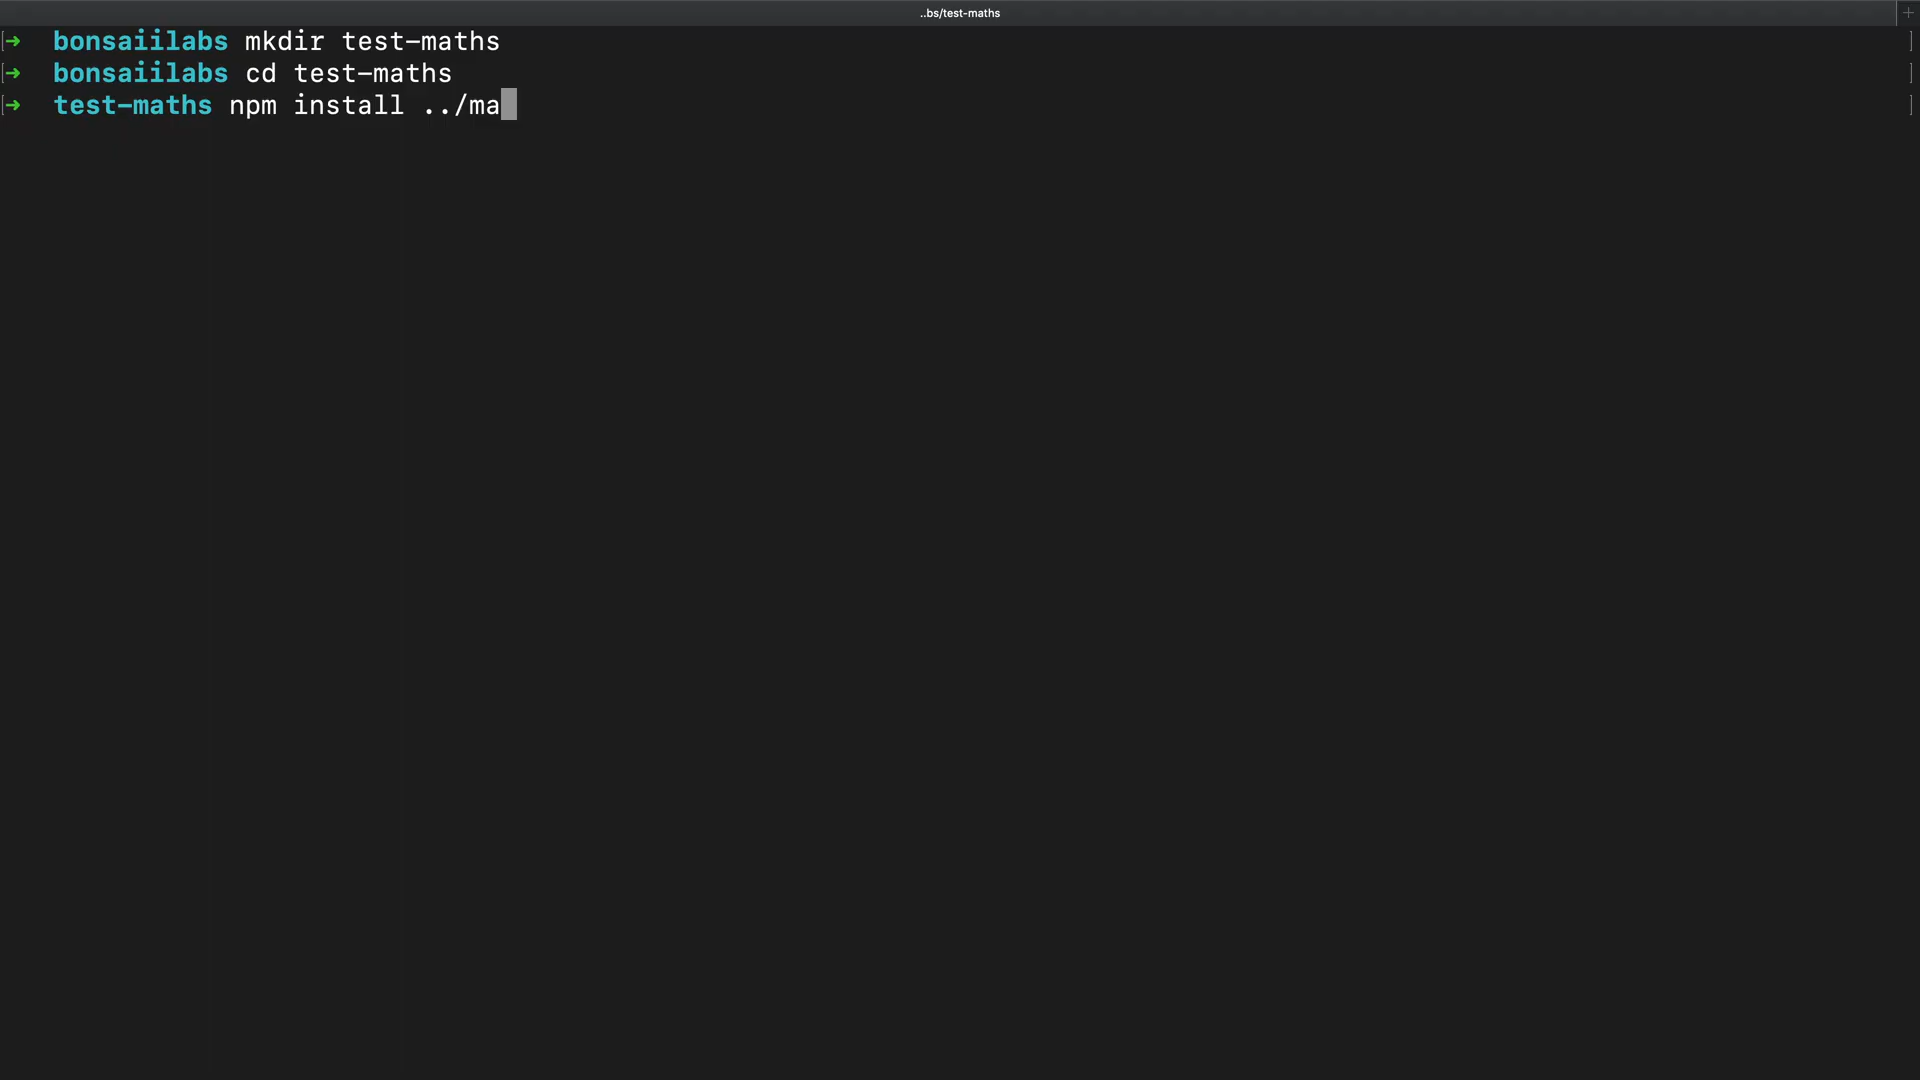 ..bs/test-maths
➜ bonsaiilabs mkdir test-maths
➜ bonsaiilabs cd test-maths
➜ test-maths npm install ../ma